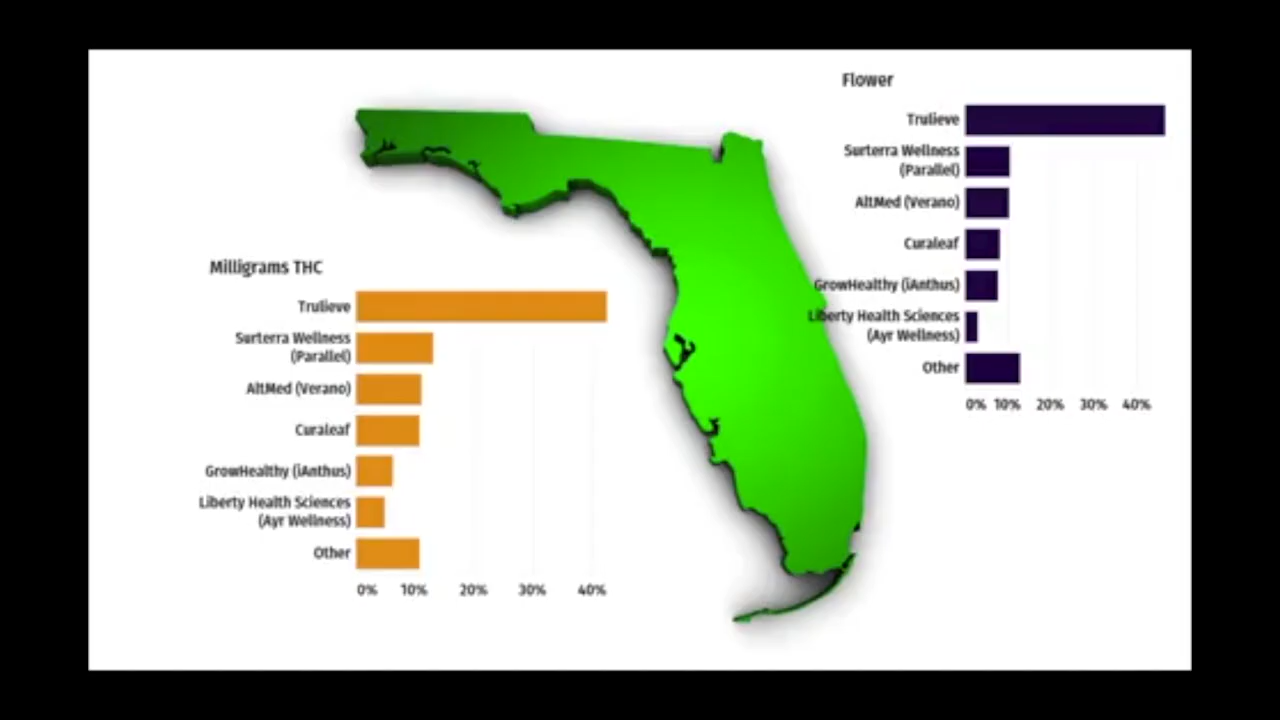 Flower
Trulieve
Surterra Wellness
(Parallel)
AltMed (Verano)
Curaleaf
GrowHealthy (iAnthus)
Liberty Health Sciences
(Ayr Wellness)
Other
0% 10% 20% 30% 40%
Milligrams THC
Trulieve
Surterra Wellness
(Parallel)
AltMed (Verano)
Curaleaf
GrowHealthy (iAnthus)
Liberty Health Sciences
(Ayr Wellness)
Other
0% 10% 20% 30% 40%